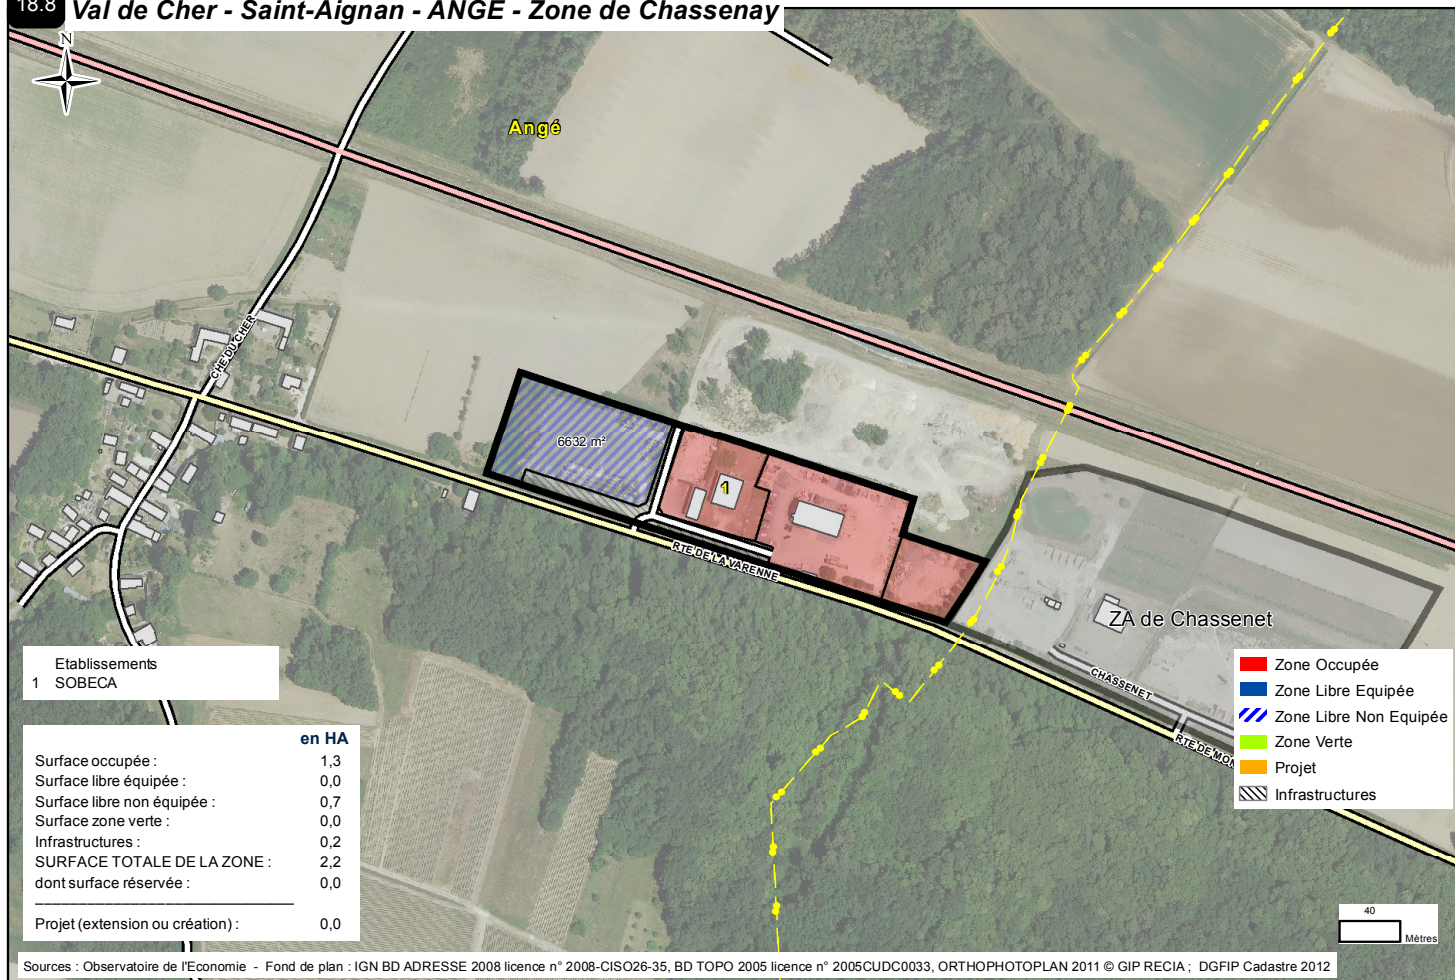 18.8 Val de Cher - Saint-Aignan - ANGE - Zone de Chassenay
N
Angé
CHE DU CHER
6632 m²
1
RTE DE LA VARENNE
ZA de Chassenet
CHASSENET
RTE DE MON
Etablissements
1 SOBECA
en HA
Surface occupée : 1,3
Surface libre équipée : 0,0
Surface libre non équipée : 0,7
Surface zone verte : 0,0
Infrastructures : 0,2
SURFACE TOTALE DE LA ZONE : 2,2
dont surface réservée : 0,0
Projet (extension ou création) : 0,0
Zone Occupée
Zone Libre Equipée
Zone Libre Non Equipée
Zone Verte
Projet
Infrastructures
40
Mètres
Sources : Observatoire de l'Economie - Fond de plan : IGN BD ADRESSE 2008 licence n° 2008-CISO26-35, BD TOPO 2005 licence n° 2005CUDC0033, ORTHOPHOTOPLAN 2011 © GIP RECIA ; DGFIP Cadastre 2012